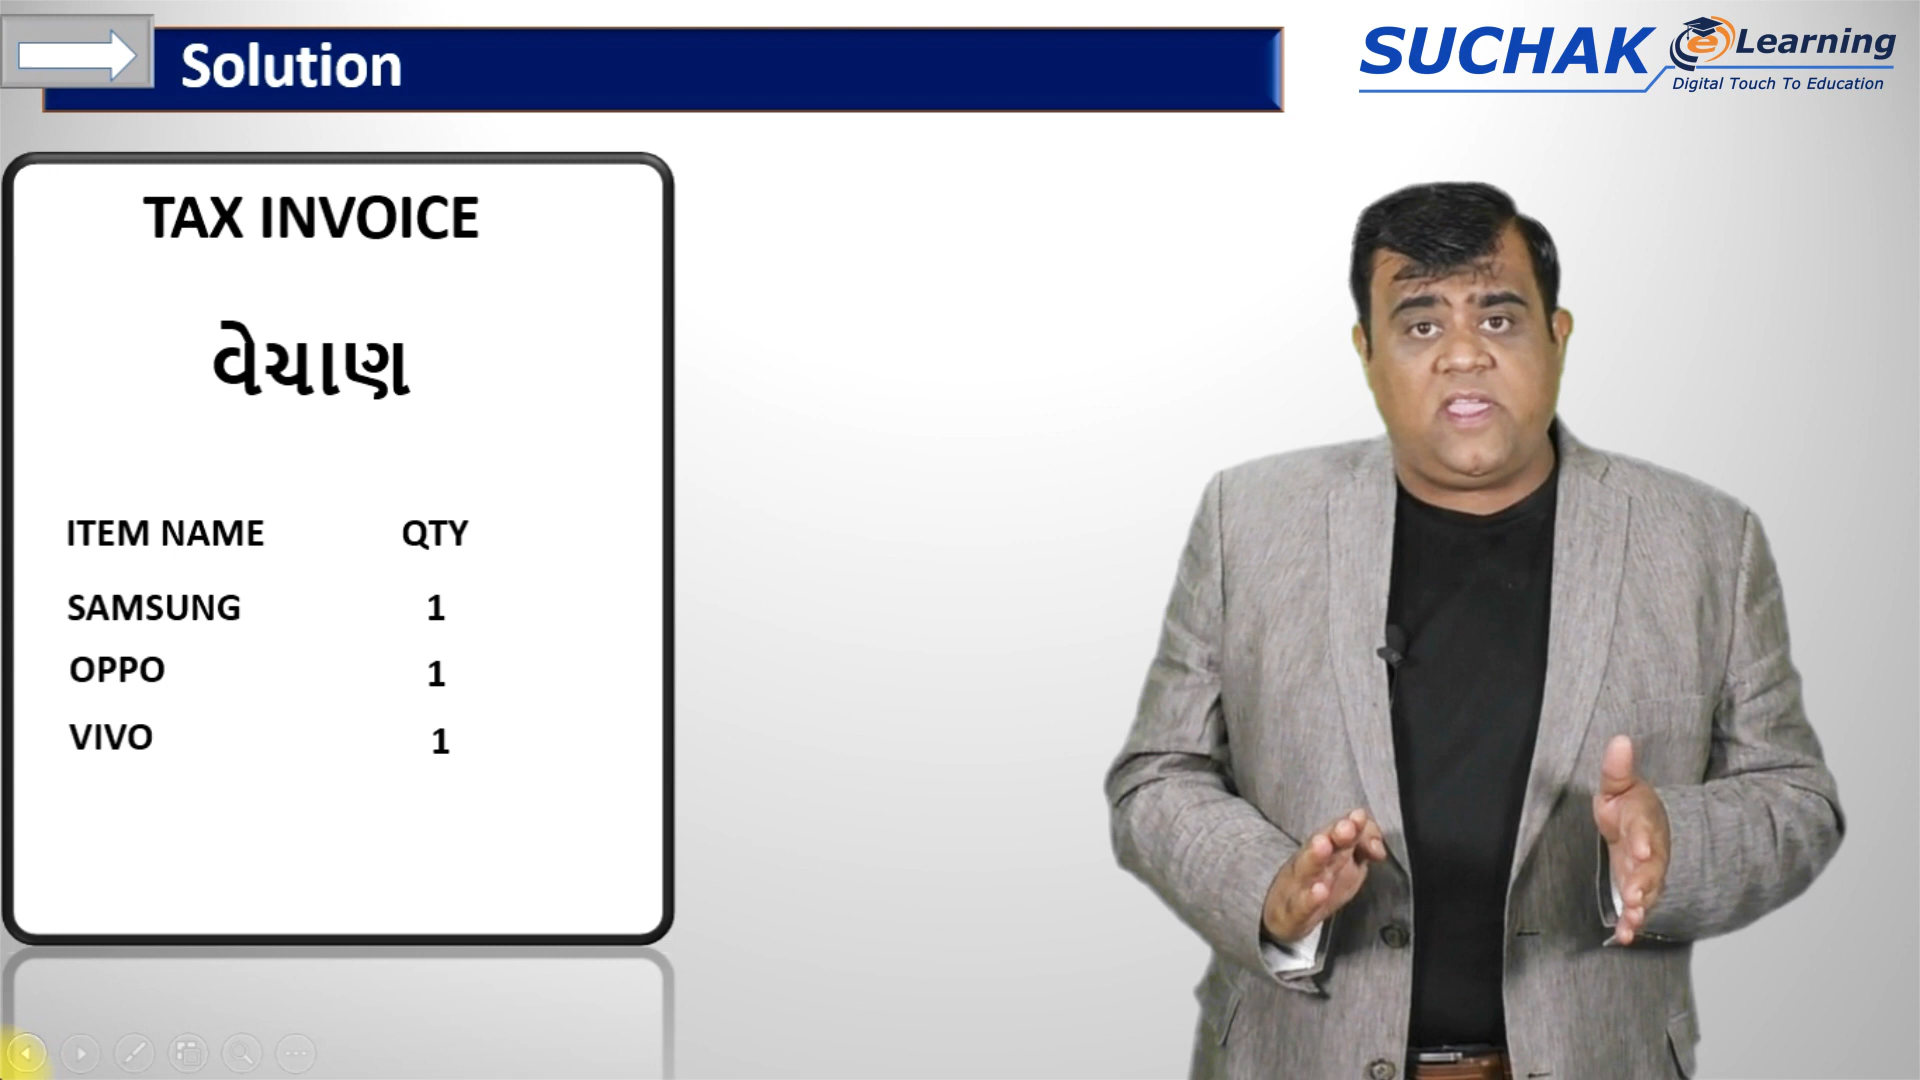 Solution
SUCHAK e Learning
Digital Touch To Education
TAX INVOICE
વેચાણ
ITEM NAME QTY
SAMSUNG 1
OPPO 1
VIVO 1